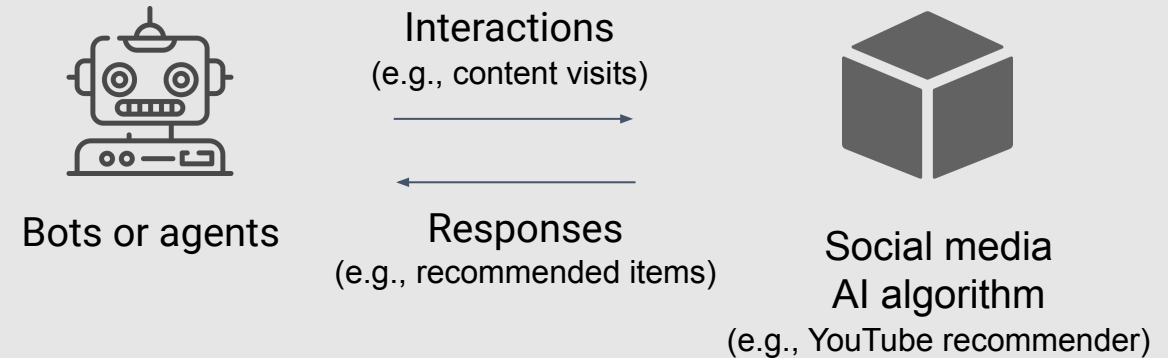 Interactions
(e.g., content visits)
Bots or agents
Responses
(e.g., recommended items)
Social media
AI algorithm
(e.g., YouTube recommender)